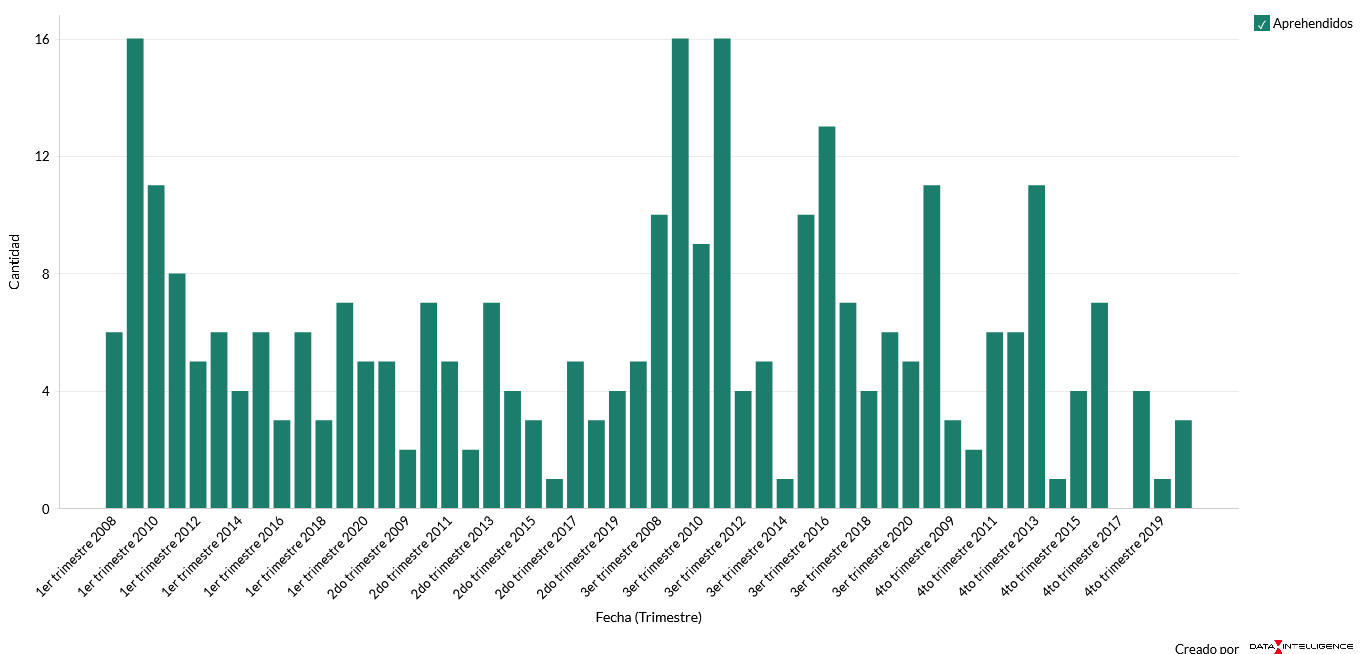 Aprehendidos
16
12
8
4
0
Cantidad
1er trimestre 2008
1er trimestre 2010
1er trimestre 2012
1er trimestre 2014
1er trimestre 2016
1er trimestre 2018
1er trimestre 2020
2do trimestre 2009
2do trimestre 2011
2do trimestre 2013
2do trimestre 2015
2do trimestre 2017
2do trimestre 2019
3er trimestre 2008
3er trimestre 2010
3er trimestre 2012
3er trimestre 2014
3er trimestre 2016
3er trimestre 2018
3er trimestre 2020
4to trimestre 2009
4to trimestre 2011
4to trimestre 2013
4to trimestre 2015
4to trimestre 2017
4to trimestre 2019
Fecha (Trimestre)
Creado por DATA INTELLIGENCE